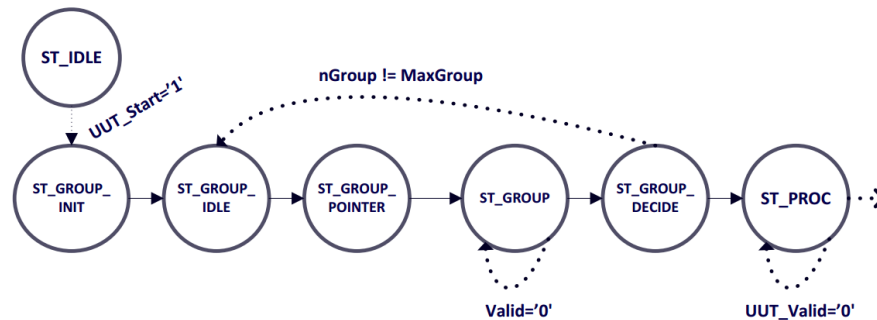 ST_IDLE
UUT_Start=’1'
nGroup != MaxGroup
ST_GROUP_
INIT
ST_GROUP_
IDLE
ST_GROUP_
POINTER
ST_GROUP
ST_GROUP_
DECIDE
ST_PROC
Valid=’0'
UUT_Valid=’0'